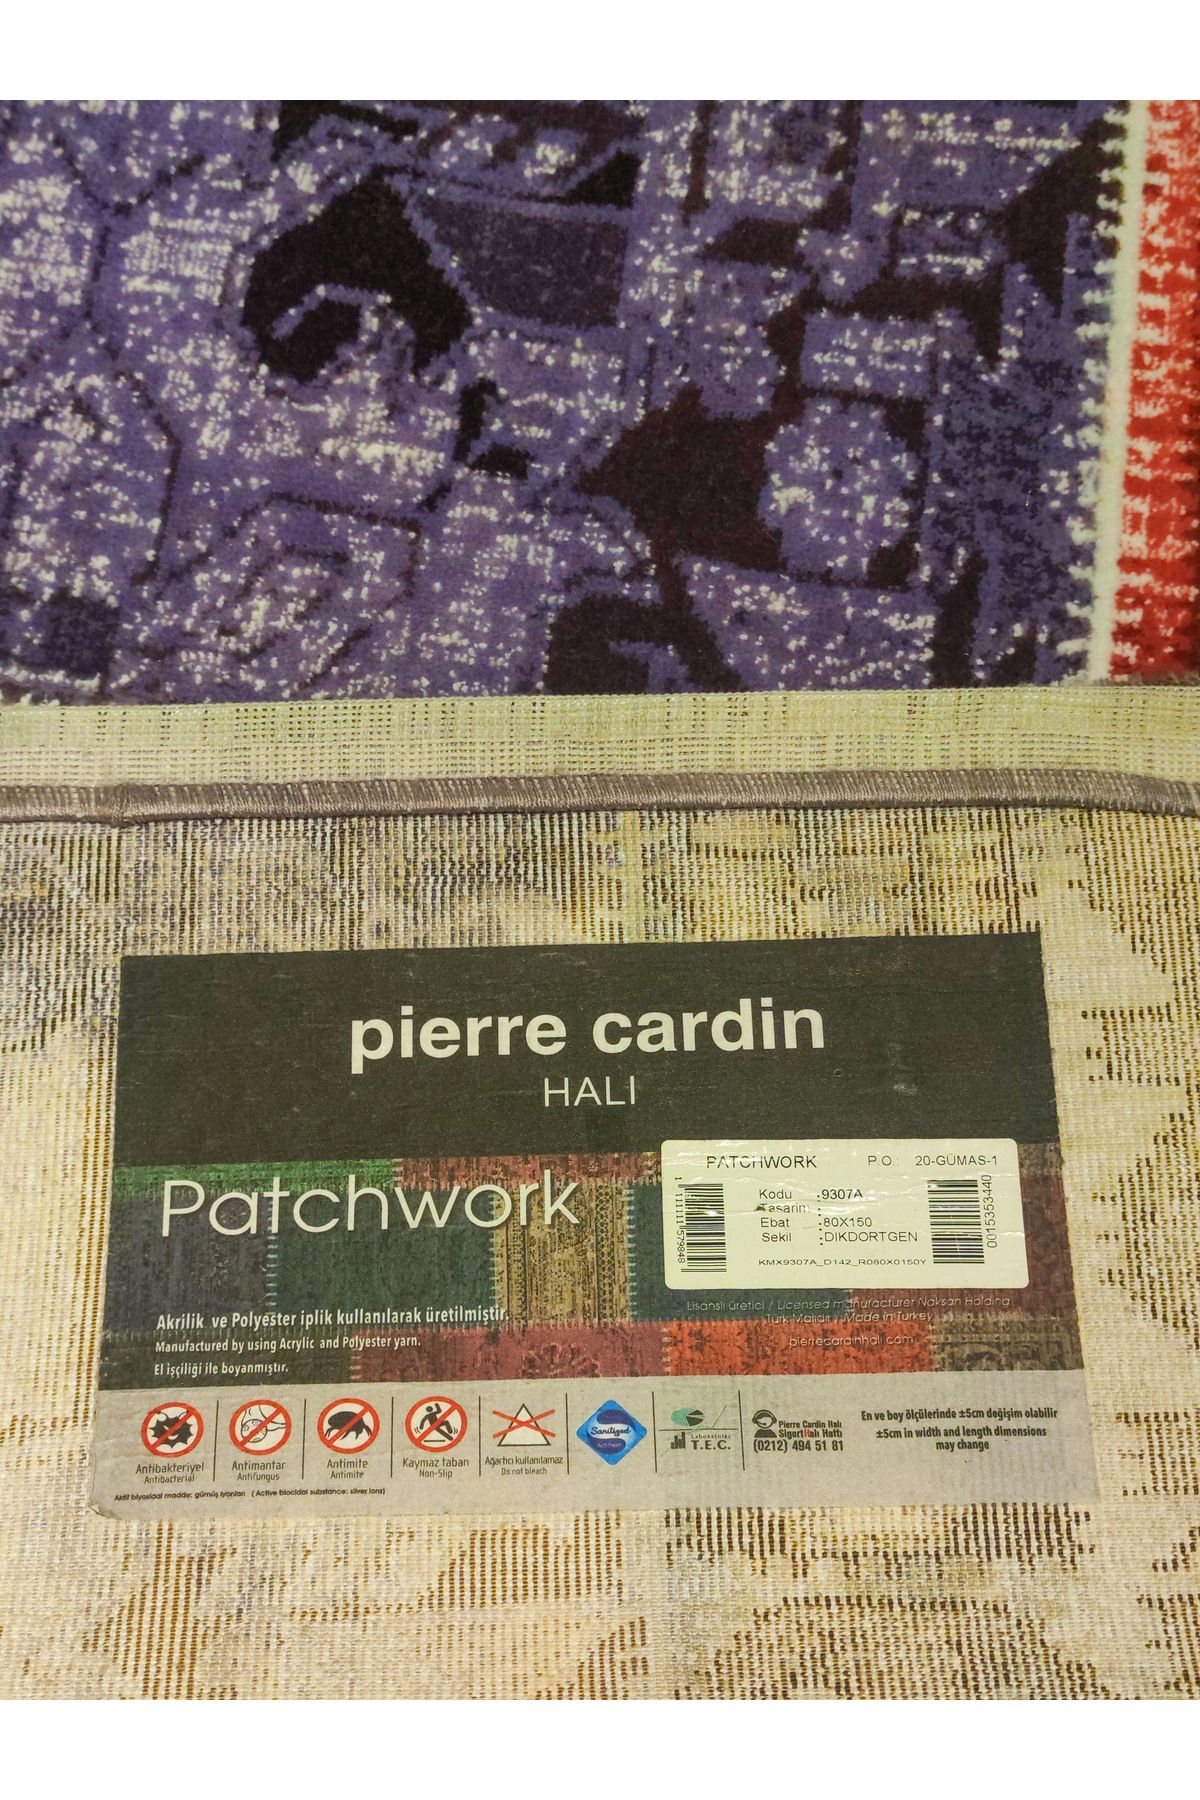 pierre cardin
HALI
Patchwork
PATCHWORK P.O.: 20-GÜMAS-1
Kodu :9307A
Tasarim :
Ebat :80X150
Sekil :DIKDORTGEN
KMX9307A_D142_R080X0150Y
0015353440
Akrilik ve Polyester iplik kullanılarak üretilmiştir.
Manufactured by using Acrylic and Polyester yarn.
El işçiliği ile boyanmıştır.
Lisanslı üretici / Licensed manufacturer Naksan Holding
Türk Malıdır / Made in Turkey
pierrecardinhali.com
Antibakteriyel
Antibacterial
Antimantar
Antifungus
Antimite
Antimite
Kaymaz taban
Non-Slip
Ağartıcı kullanılamaz
Do not bleach
Sanitized
Laboratoires
T.E.C.
Pierre Cardin Halı
SigortHalı Hattı
(0212) 494 51 81
En ve boy ölçülerinde ±5cm değişim olabilir
±5cm in width and length dimensions
may change
Aktif biyosidal madde: gümüş iyonları (Active biocidal substance: silver ions)